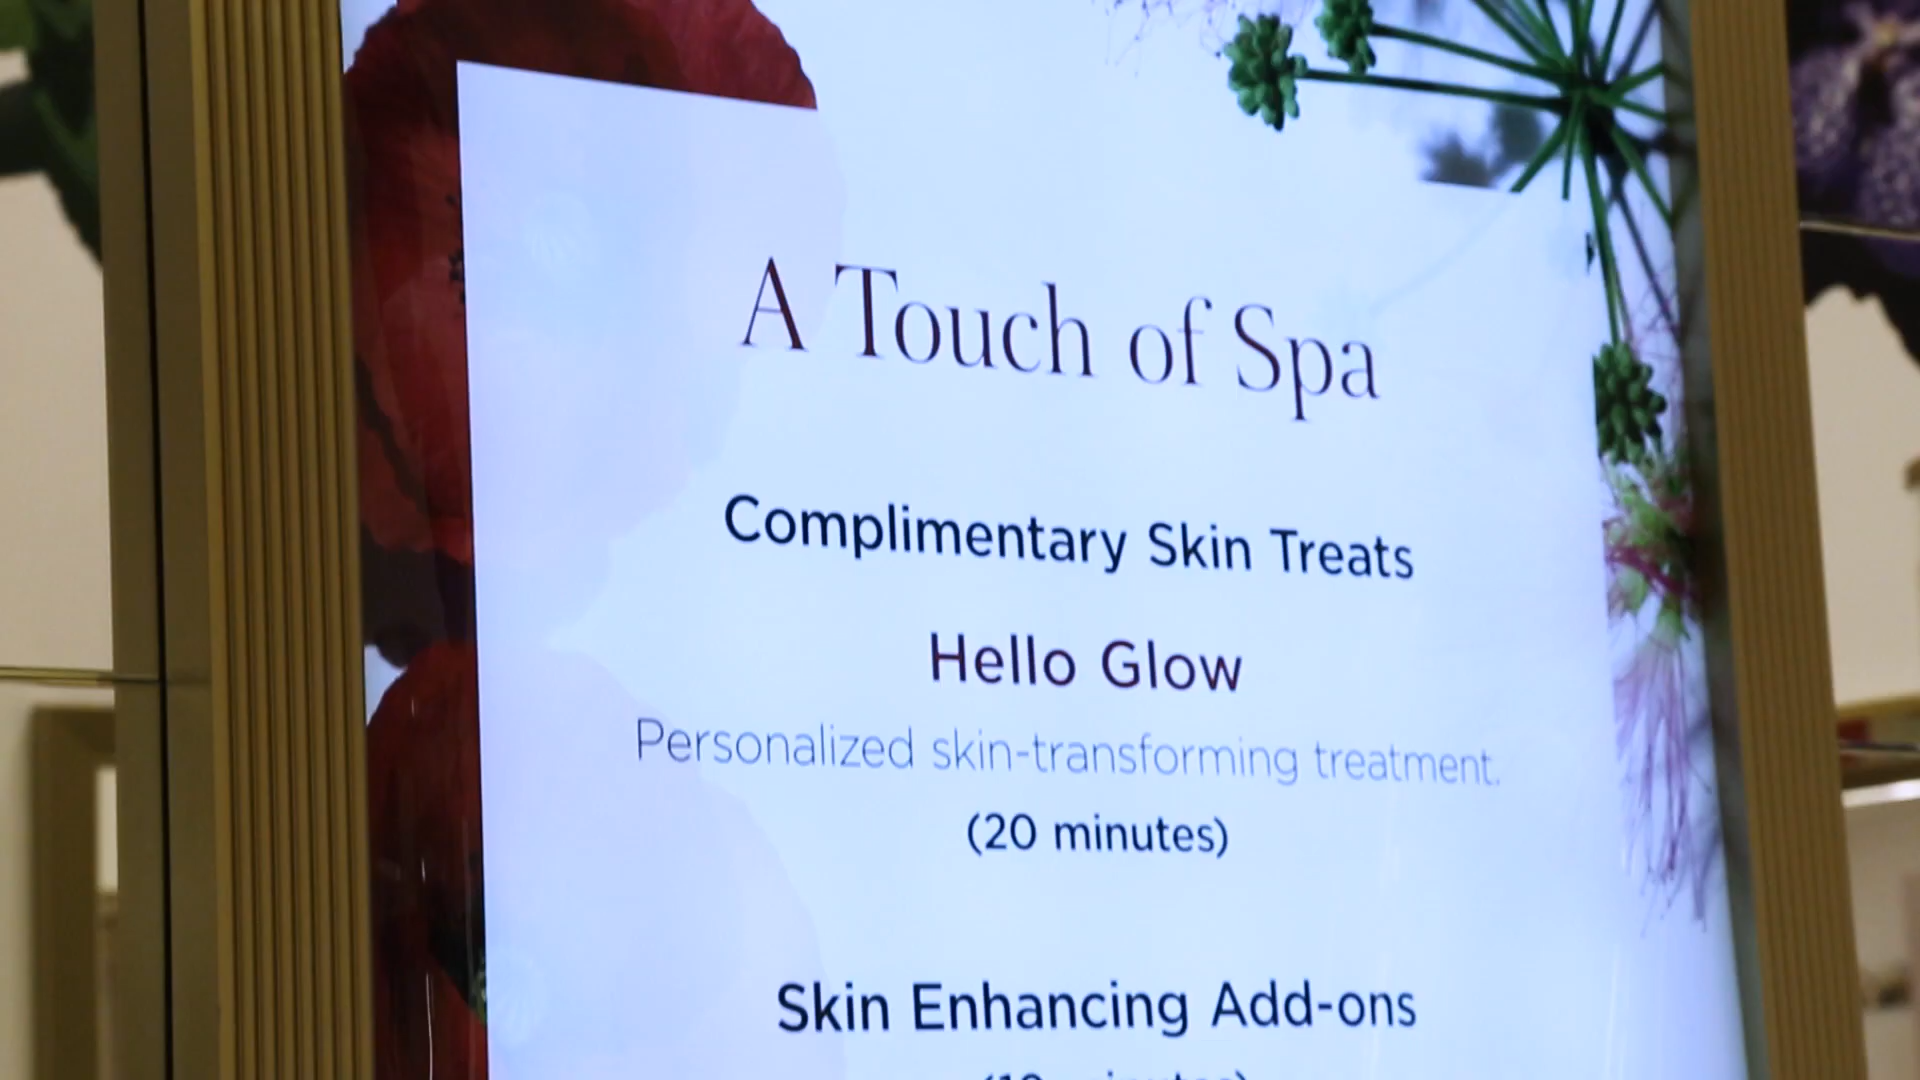 A Touch of Spa
Complimentary Skin Treats
Hello Glow
Personalized skin-transforming treatment.
(20 minutes)
Skin Enhancing Add-ons